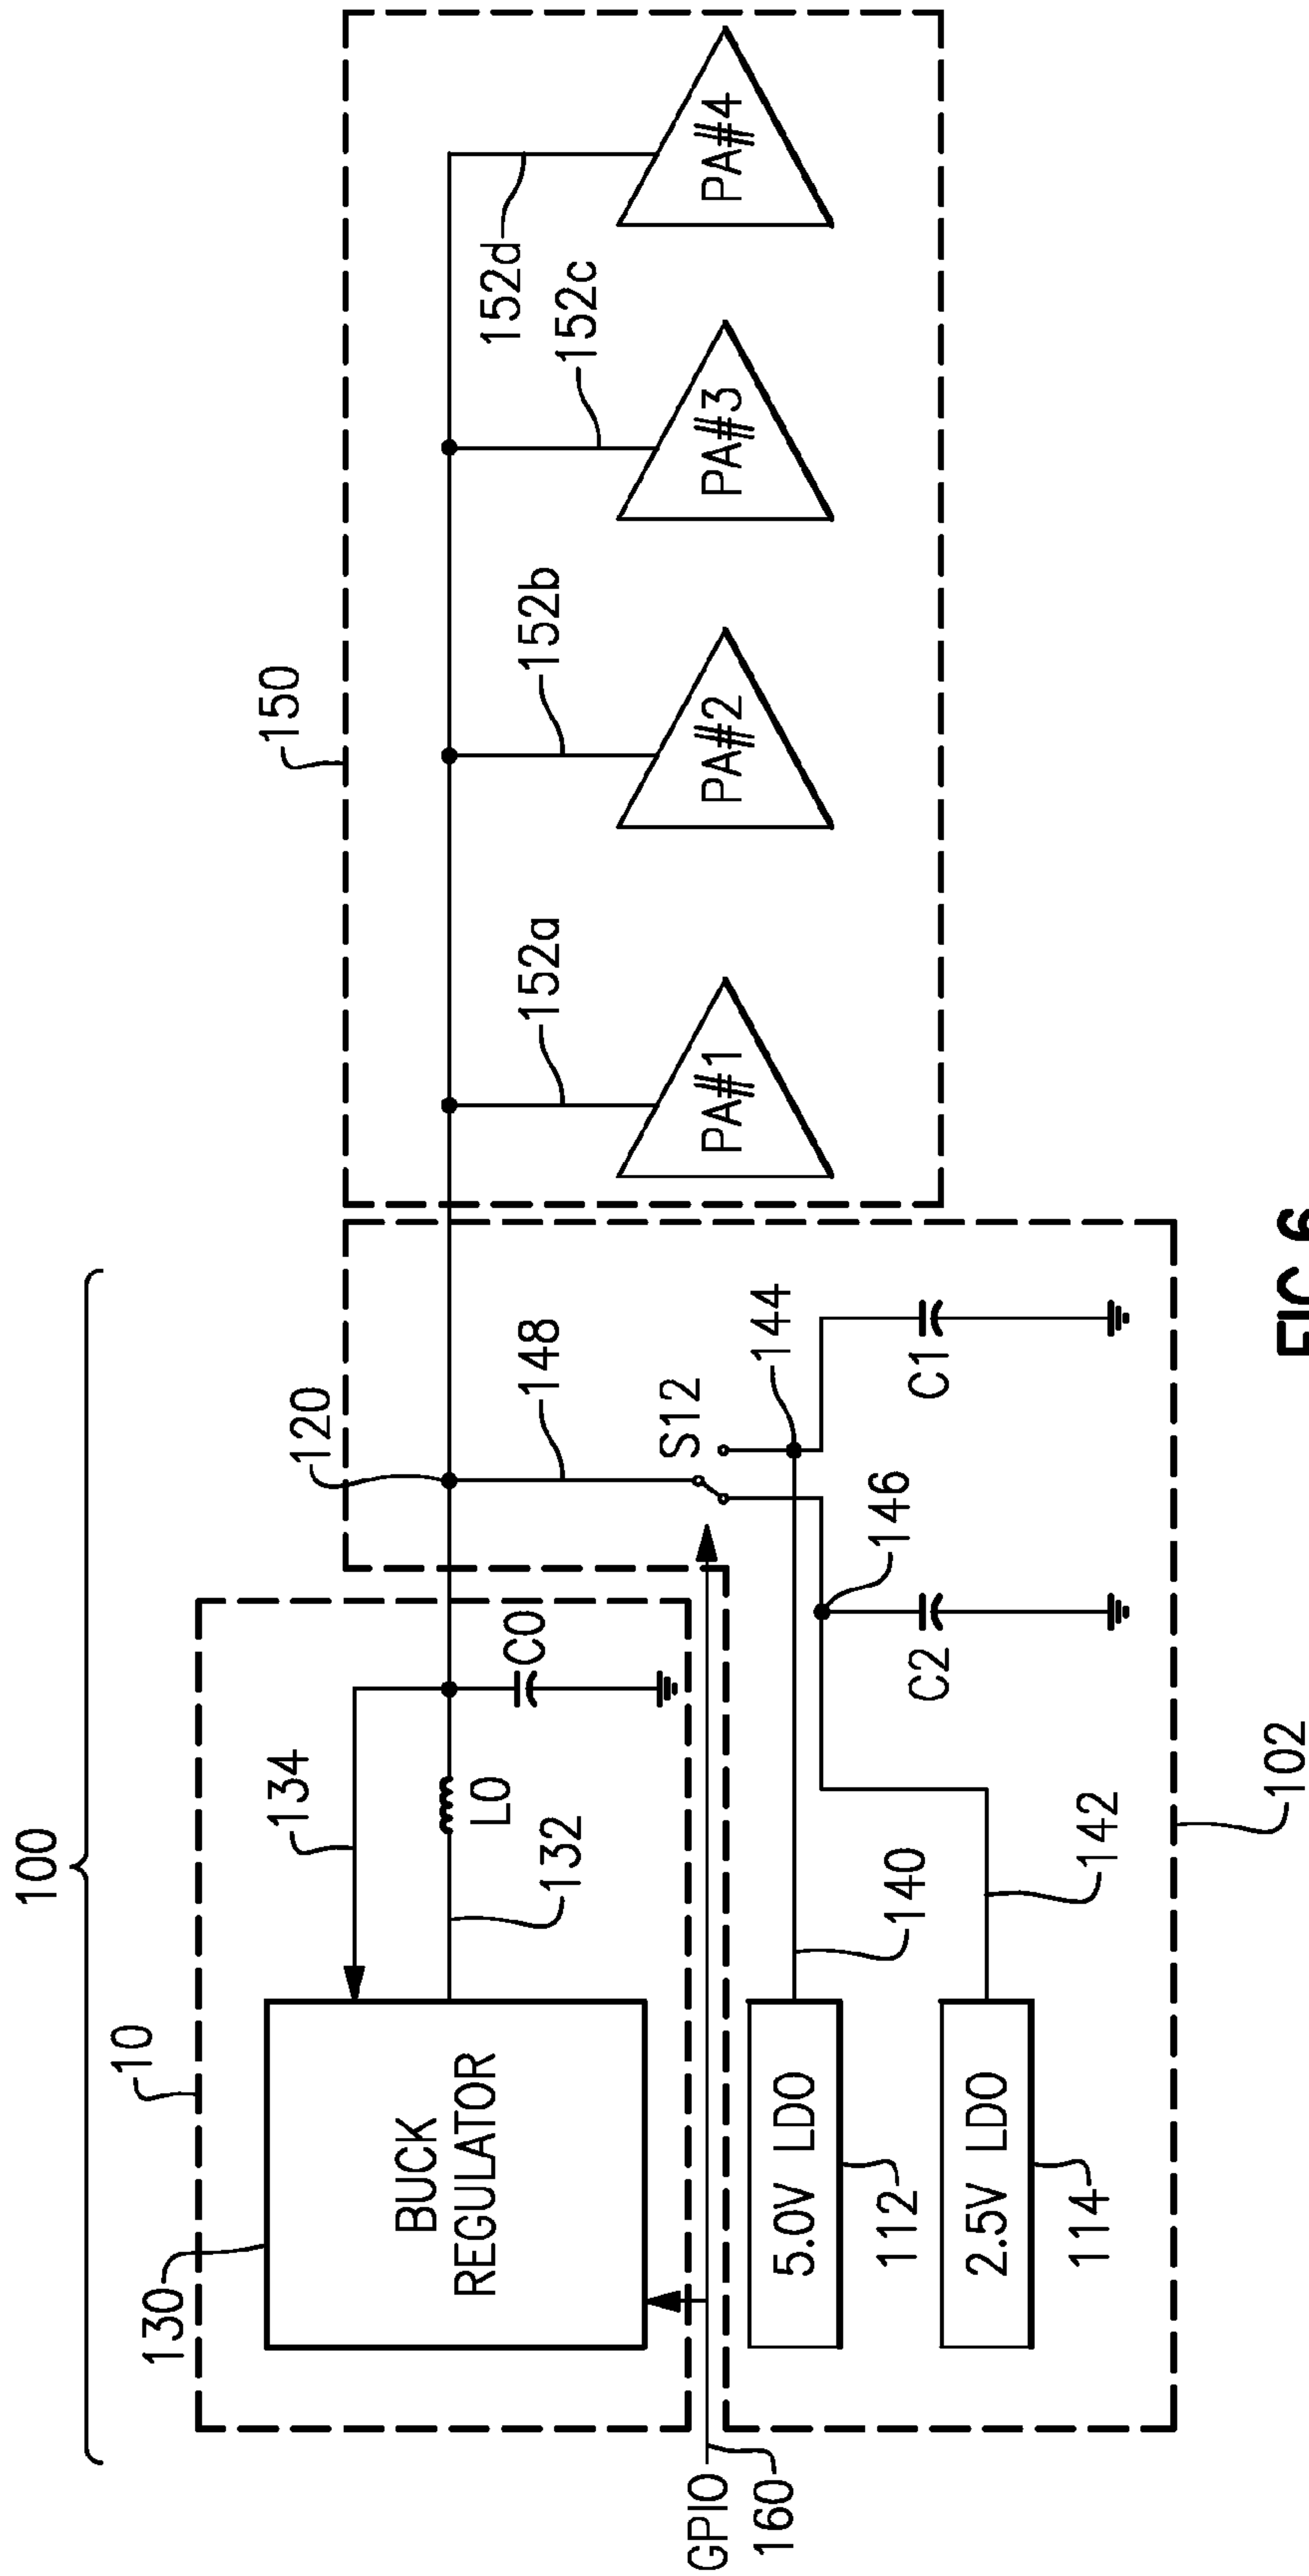 100
10
130
BUCK
REGULATOR
134
132
L0
C0
120
148
S12
144
146
C1
C2
GPIO
160
5.0V LDO
112
2.5V LDO
114
140
142
102
150
152a
152b
152c
152d
PA#1
PA#2
PA#3
PA#4
FIG.6